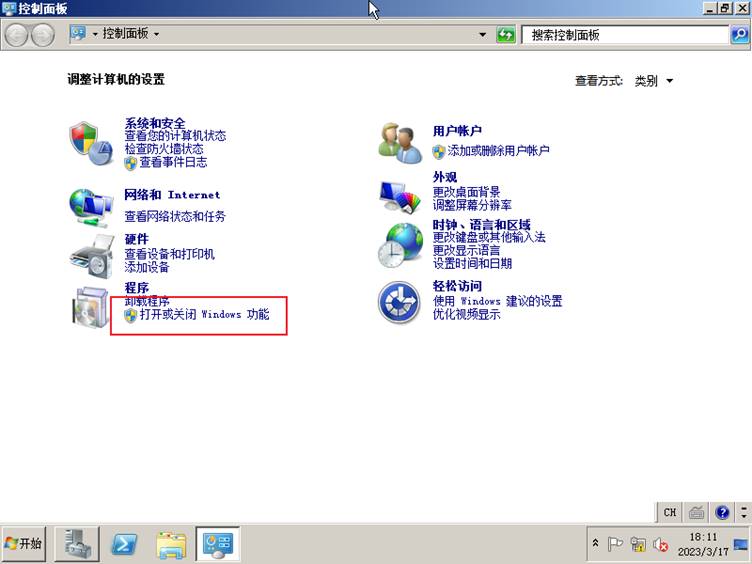 控制面板
控制面板
搜索控制面板
调整计算机的设置
查看方式: 类别
系统和安全
查看您的计算机状态
检查防火墙状态
查看事件日志
网络和 Internet
查看网络状态和任务
硬件
查看设备和打印机
添加设备
程序
卸载程序
打开或关闭 Windows 功能
用户帐户
添加或删除用户帐户
外观
更改桌面背景
调整屏幕分辨率
时钟、语言和区域
更改键盘或其他输入法
更改显示语言
设置时间和日期
轻松访问
使用 Windows 建议的设置
优化视频显示
CH
开始
18:11
2023/3/17